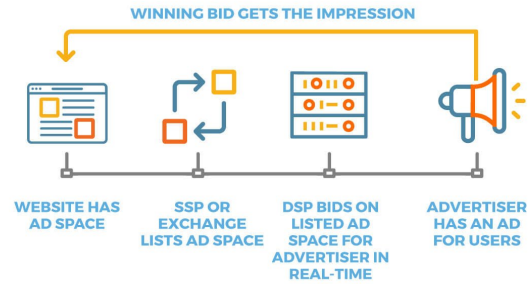 WINNING BID GETS THE IMPRESSION
WEBSITE HAS
AD SPACE
SSP OR
EXCHANGE
LISTS AD SPACE
DSP BIDS ON
LISTED AD
SPACE FOR
ADVERTISER IN
REAL-TIME
ADVERTISER
HAS AN AD
FOR USERS